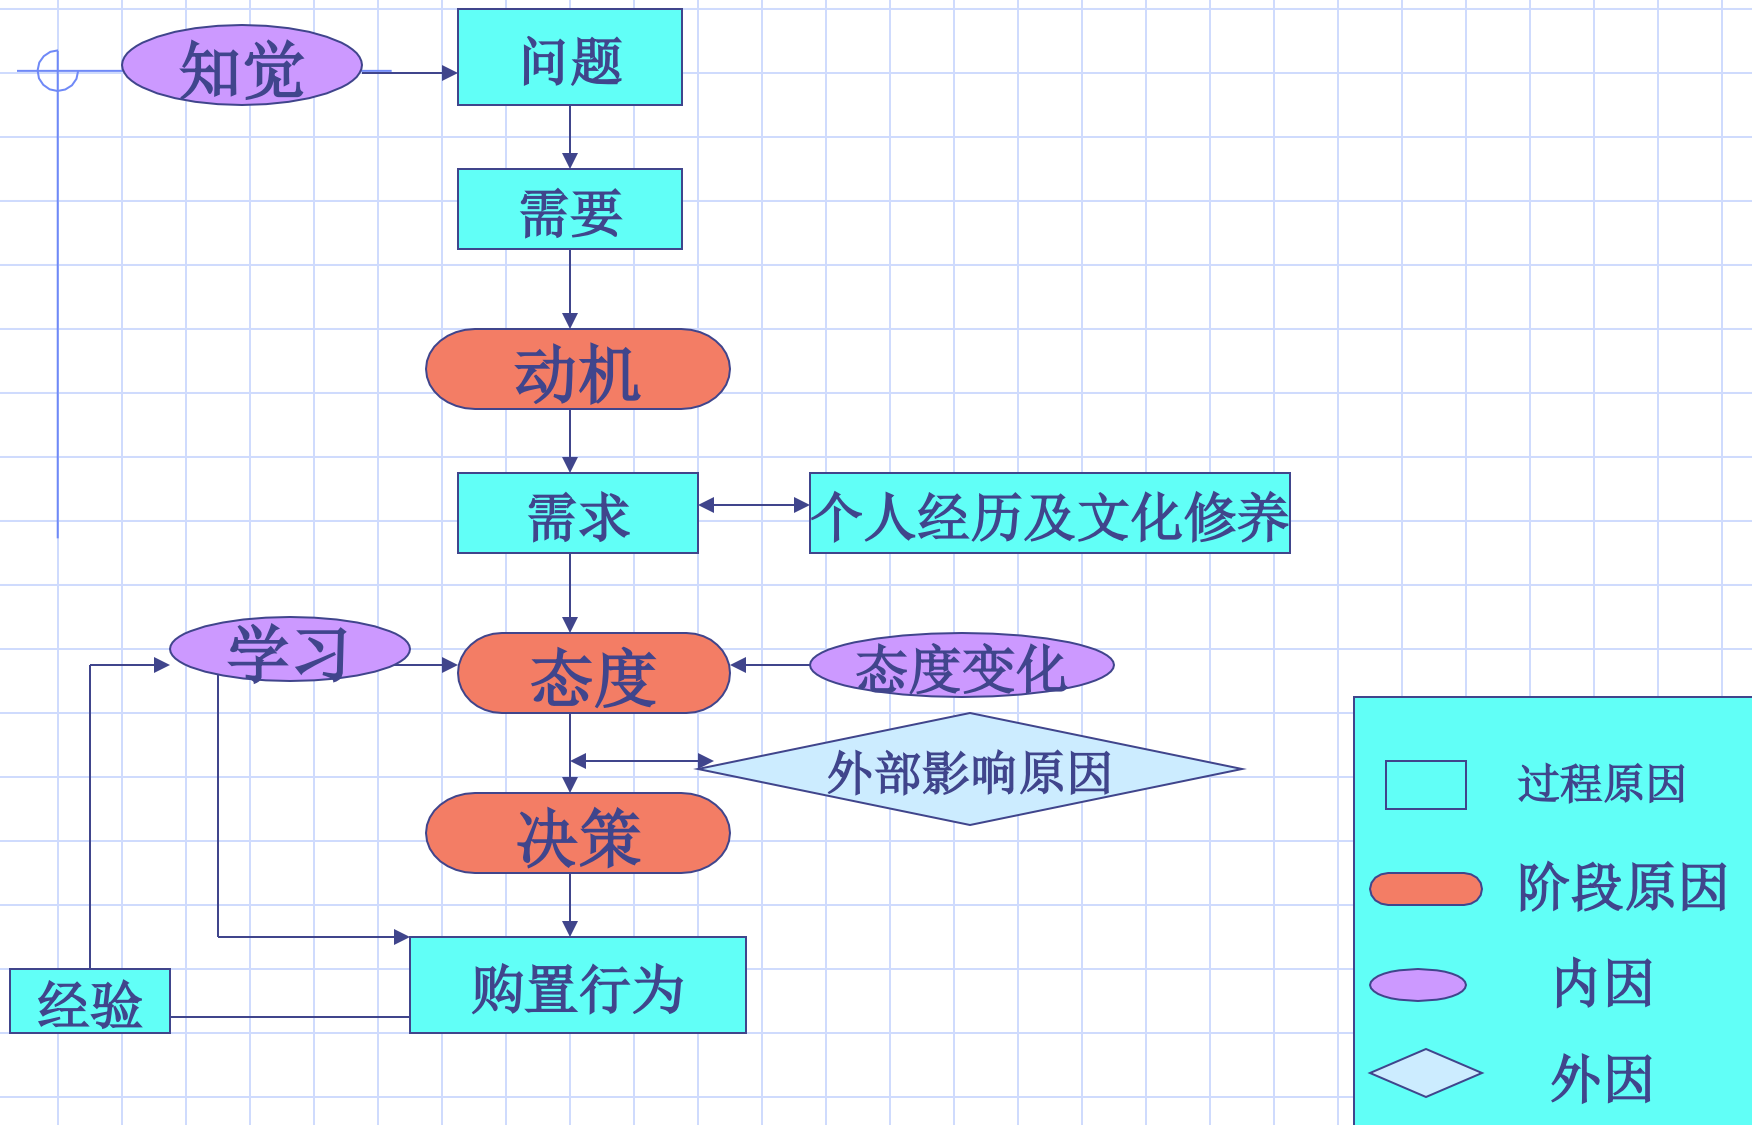 知觉
问题
需要
动机
需求
个人经历及文化修养
学习
态度
态度变化
外部影响原因
决策
购置行为
经验
过程原因
阶段原因
内因
外因